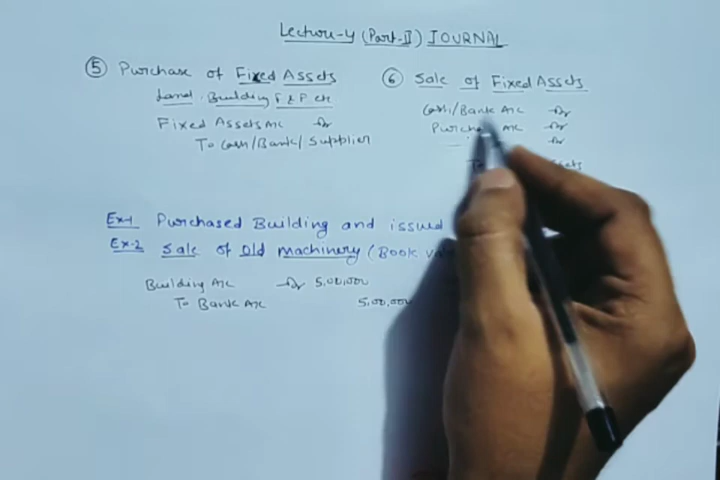 Lecture-4 (Part-II) JOURNAL
⑤ Purchase of Fixed Assets
Land, Building F & F etc
Fixed Assets A/c Dr
To Cash/Bank/Supplier
⑥ Sale of Fixed Assets
Cash/Bank A/c Dr
A/c Dr
Dr
Ex-1 Purchased Building and issued
Ex-2 Sale of Old Machinery (Book
Building A/c Dr 5,00,000
To Bank A/c 5,00,000